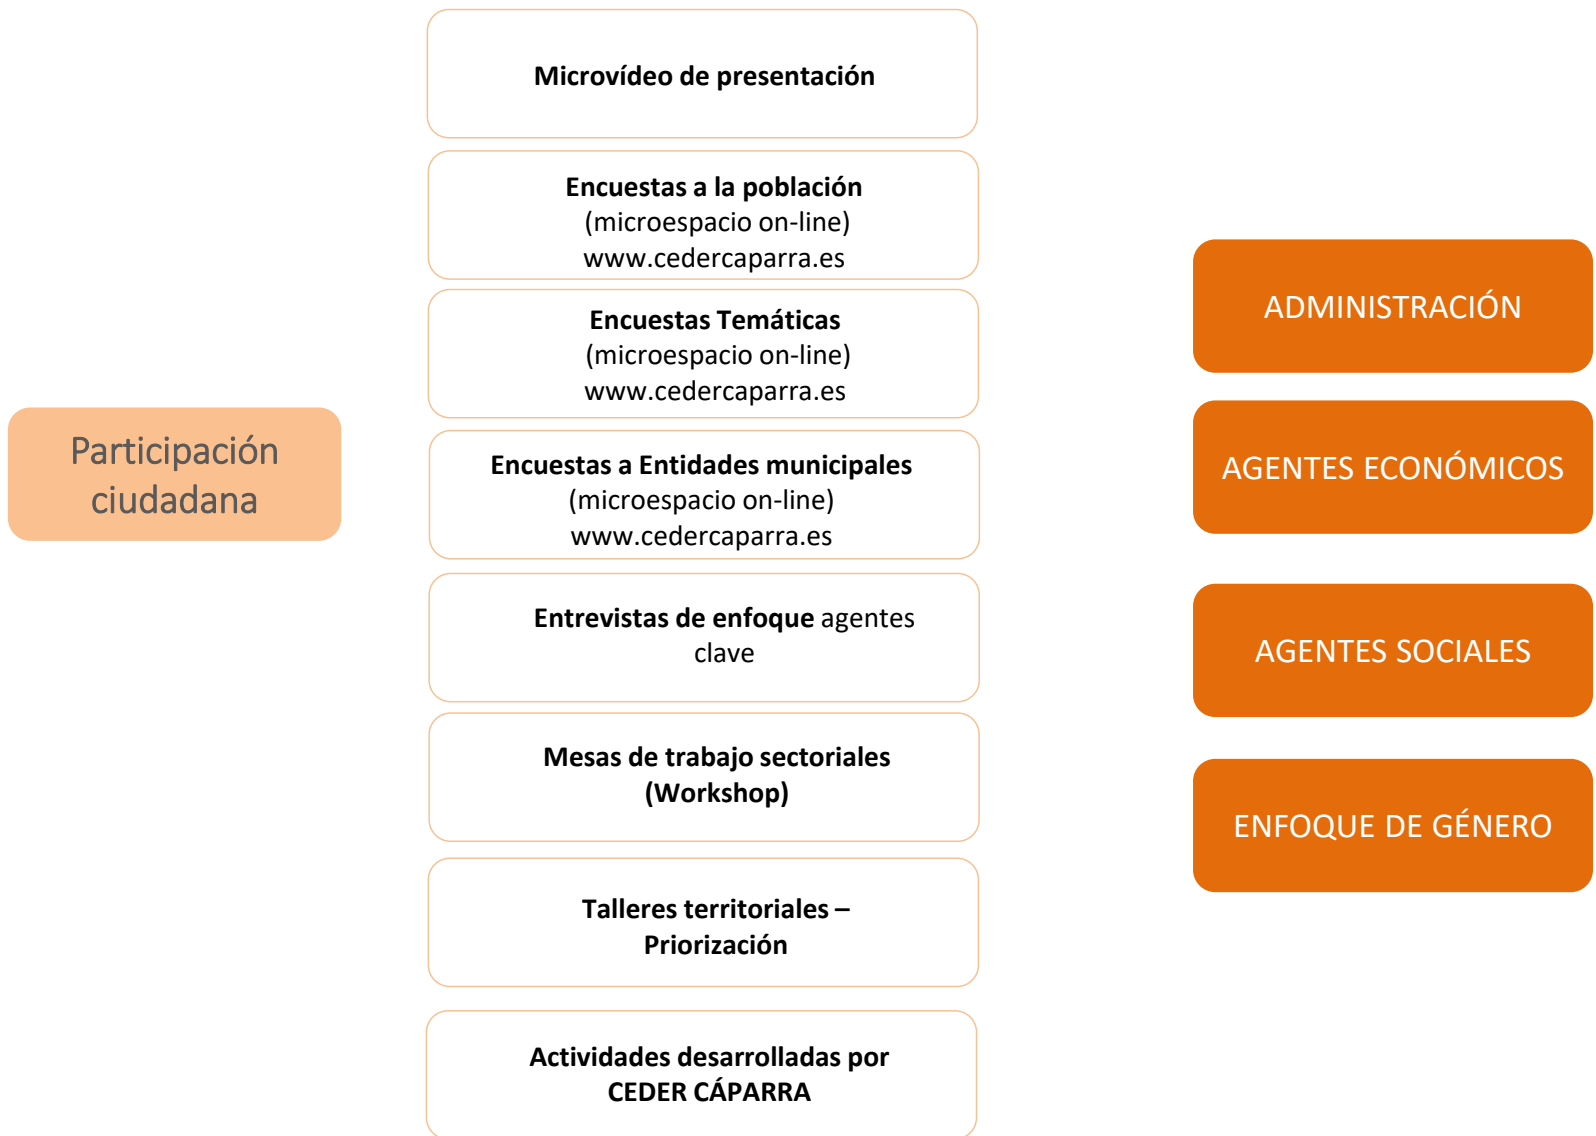 Participación
ciudadana
Microvídeo de presentación
Encuestas a la población
(microespacio on-line)
www.cedercaparra.es
Encuestas Temáticas
(microespacio on-line)
www.cedercaparra.es
Encuestas a Entidades municipales
(microespacio on-line)
www.cedercaparra.es
Entrevistas de enfoque agentes
clave
Mesas de trabajo sectoriales
(Workshop)
Talleres territoriales –
Priorización
Actividades desarrolladas por
CEDER CÁPARRA
ADMINISTRACIÓN
AGENTES ECONÓMICOS
AGENTES SOCIALES
ENFOQUE DE GÉNERO